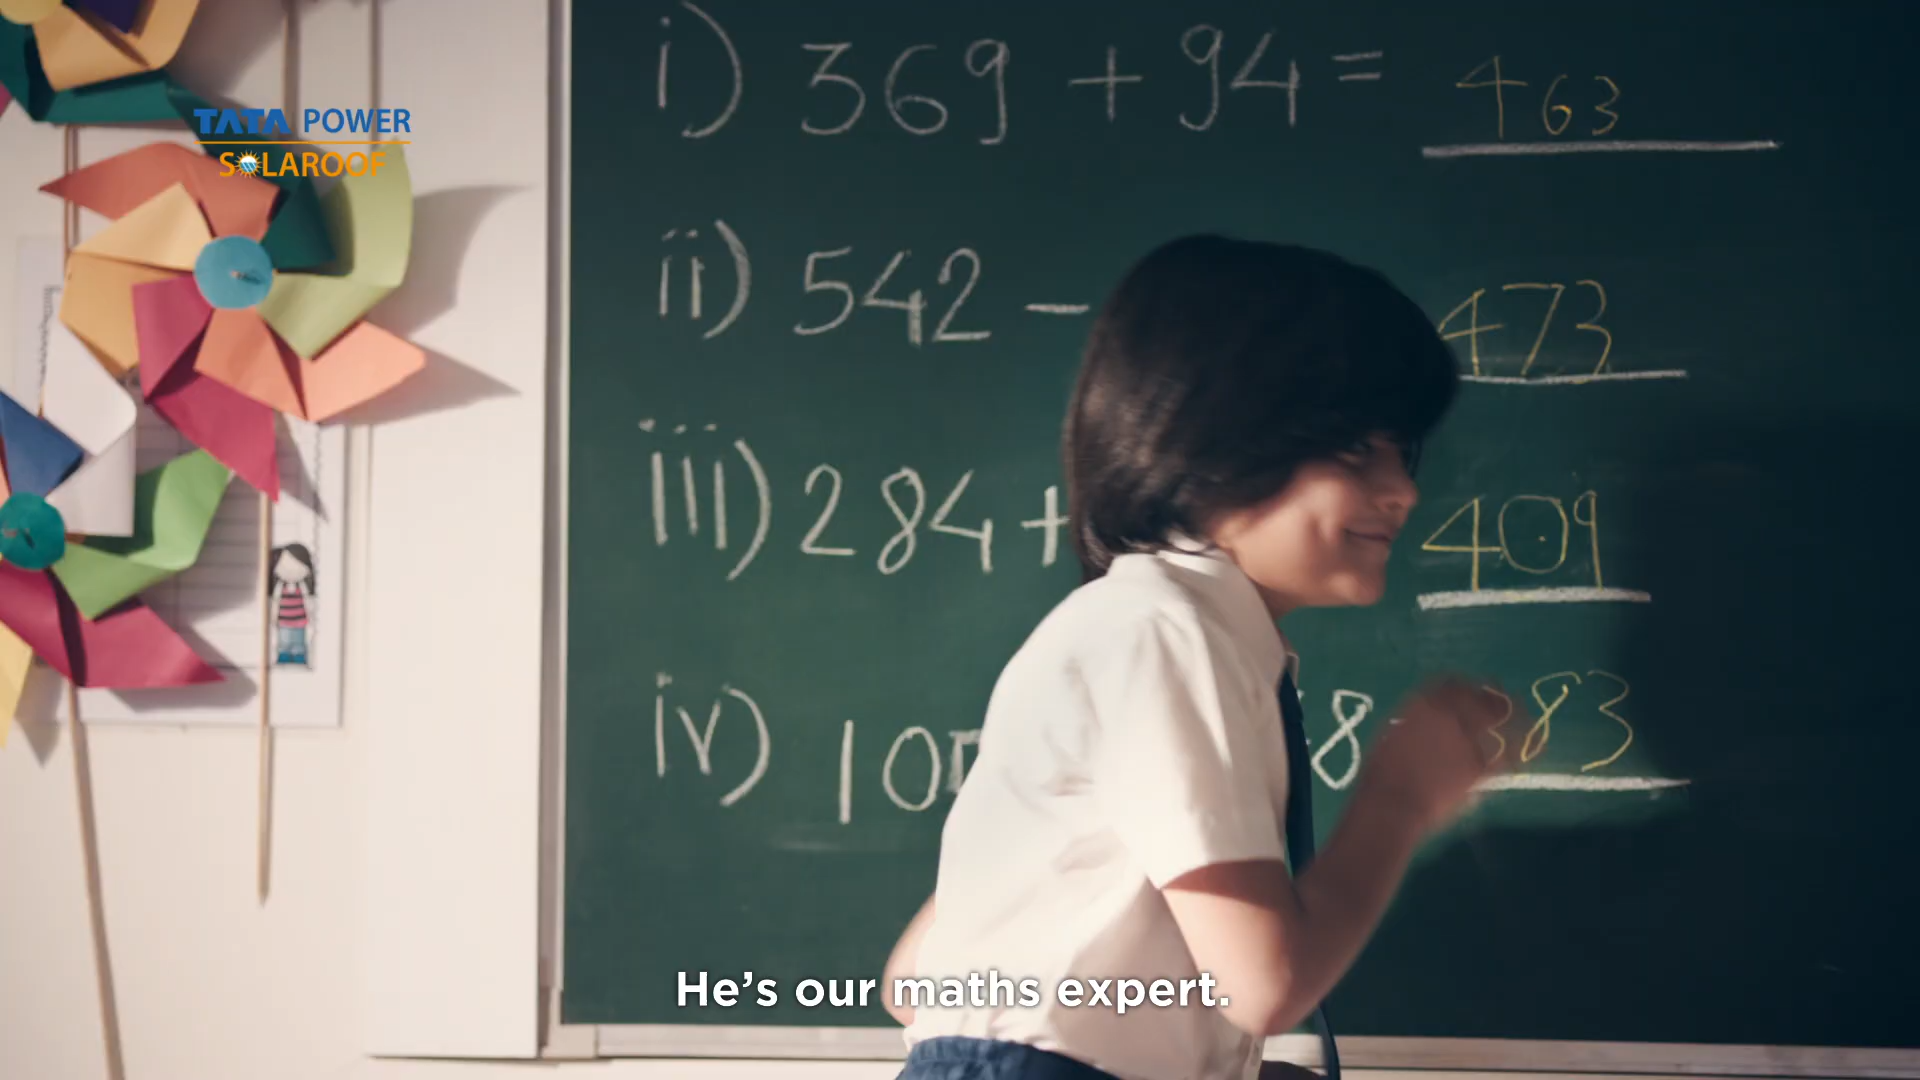 TATA POWER
SOLAROOF
i) 369 + 94 = 463
ii) 542 - 473
iii) 284 + 409
iv) 10 8 383
He's our maths expert.